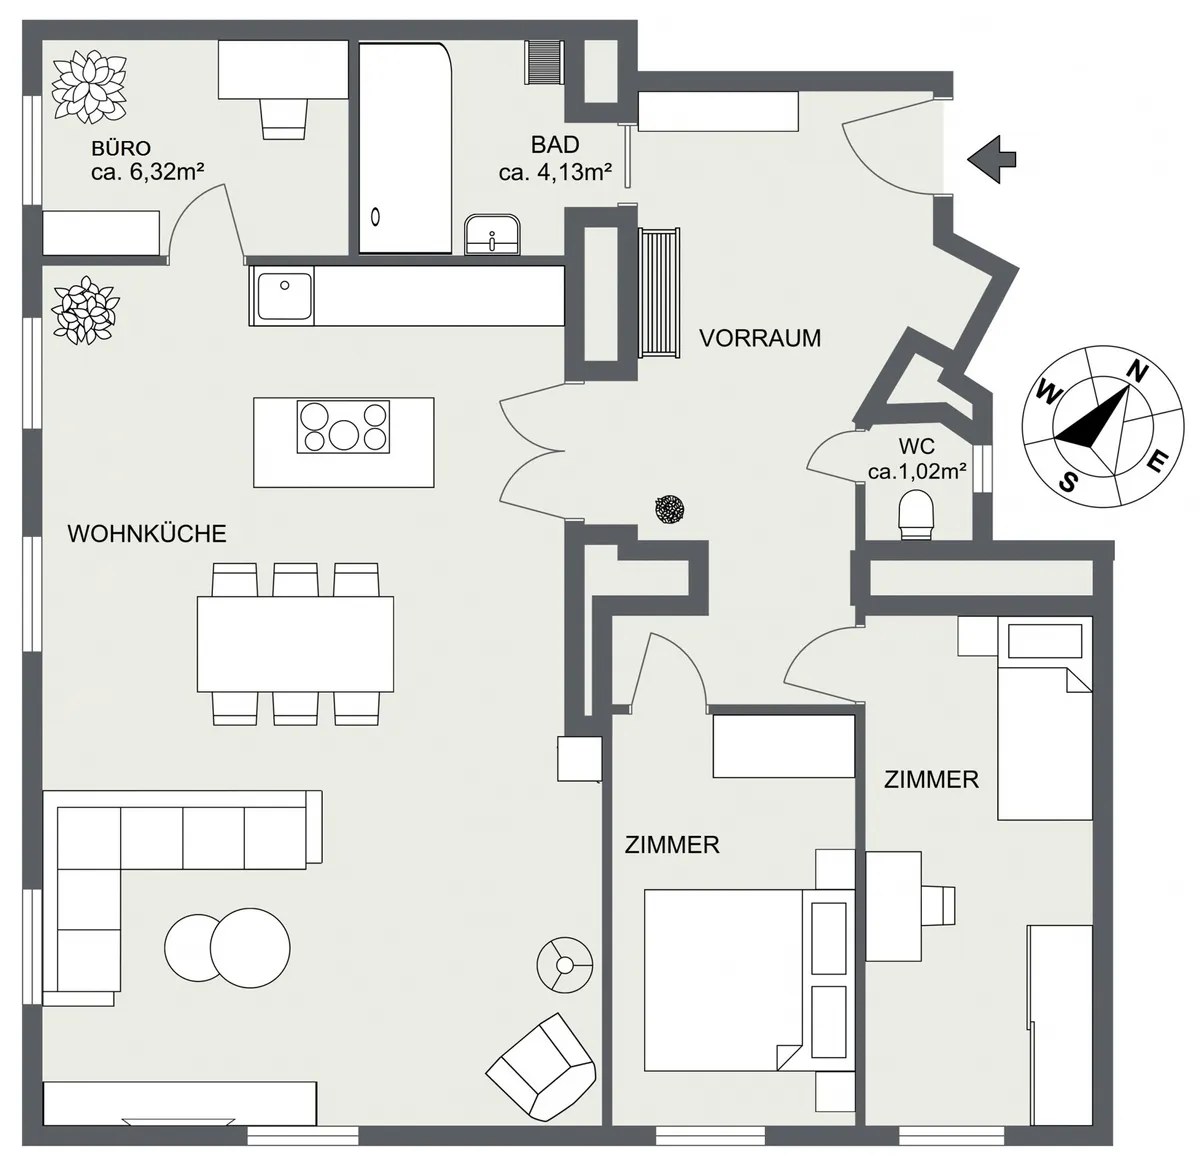 BÜRO
ca. 6,32m²
BAD
ca. 4,13m²
VORRAUM
N
W
E
S
WC
ca.1,02m²
WOHNKÜCHE
ZIMMER
ZIMMER